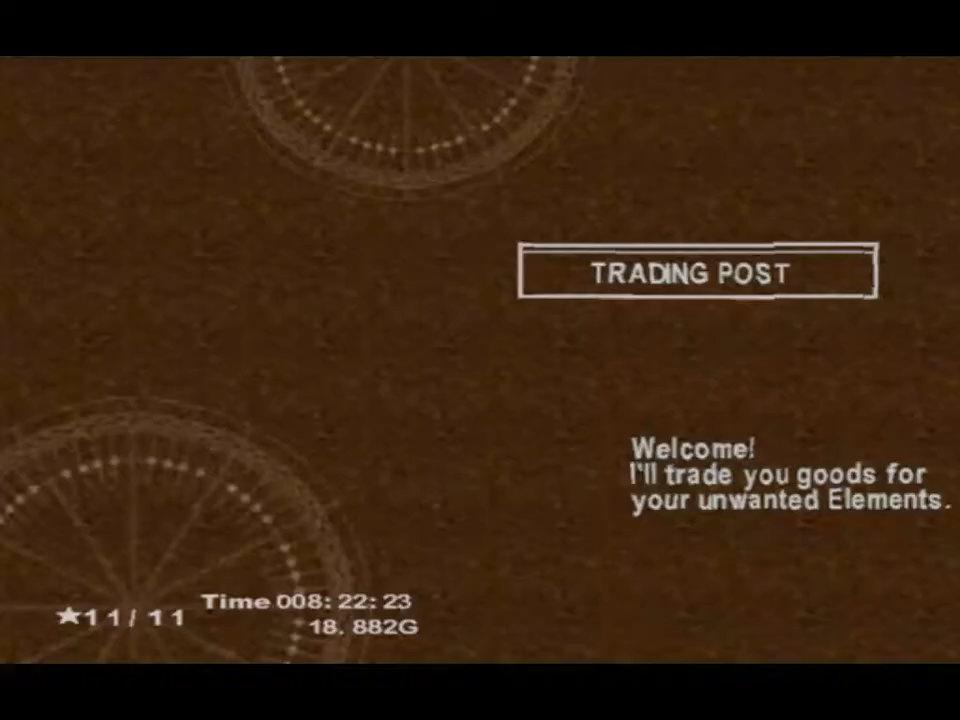 TRADING POST
Welcome!
I'll trade you goods for
your unwanted Elements.
Time 008: 22: 23
★11/ 11
18. 882G